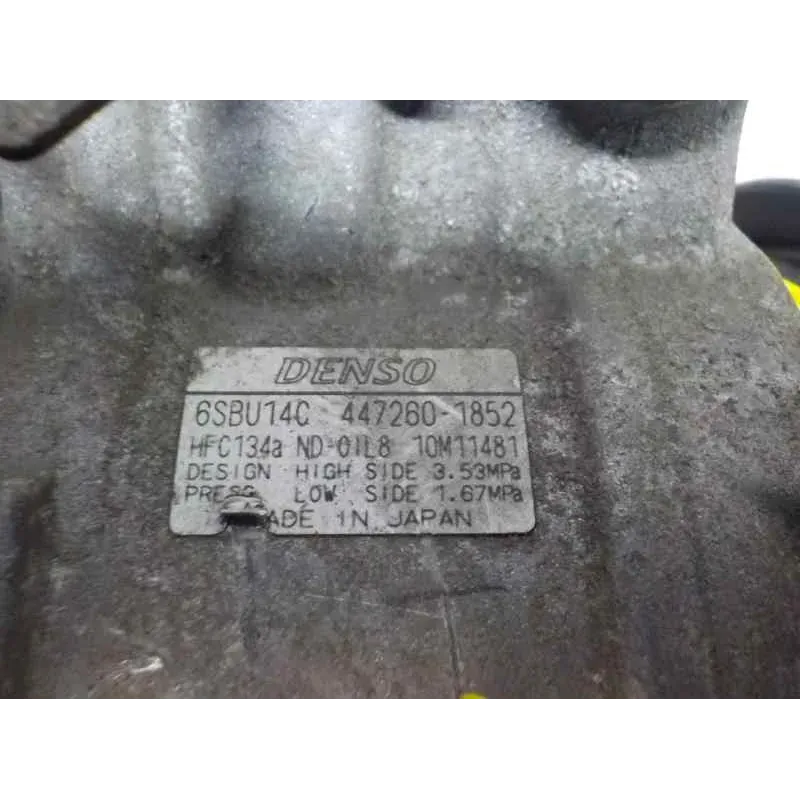 DENSO
6SBU14C 447260-1852
HFC134a ND-OIL8 10M11481
DESIGN HIGH SIDE 3.53MPa
PRESS LOW SIDE 1.67MPa
MADE IN JAPAN